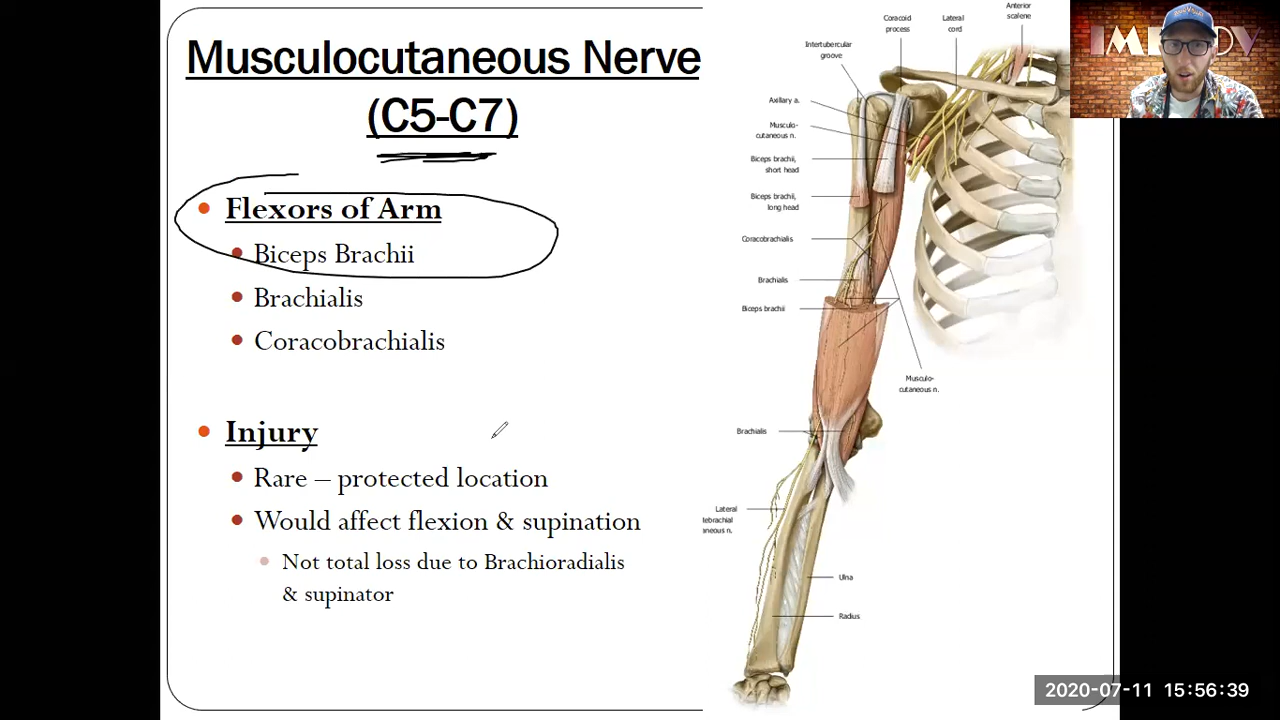 Musculocutaneous Nerve
(C5-C7)
Flexors of Arm
Biceps Brachii
Brachialis
Coracobrachialis
Injury
Rare – protected location
Would affect flexion & supination
Not total loss due to Brachioradialis
& supinator
Anterior
scalene
Coracoid
process
Lateral
cord
Intertubercular
groove
Axillary a.
Musculo-
cutaneous n.
Biceps brachii,
short head
Biceps brachii,
long head
Coracobrachialis
Brachialis
Biceps brachii
Musculo-
cutaneous n.
Brachialis
Lateral
tebrachial
aneous n.
Ulna
Radius
2020-07-11 15:56:39